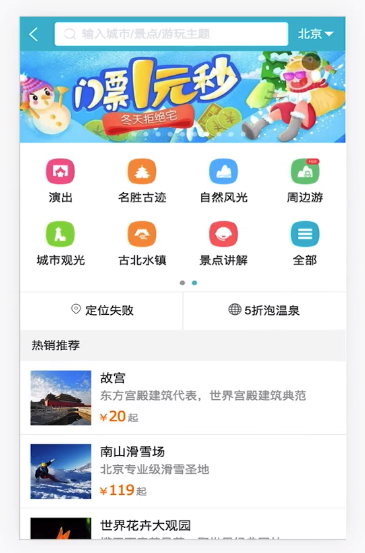 输入城市/景点/游玩主题
北京
门票1元秒
冬天拒绝宅
演出
名胜古迹
自然风光
周边游
城市观光
古北水镇
景点讲解
全部
定位失败
5折泡温泉
热销推荐
故宫
东方宫殿建筑代表，世界宫殿建筑典范
¥20起
南山滑雪场
北京专业级滑雪圣地
¥119起
世界花卉大观园